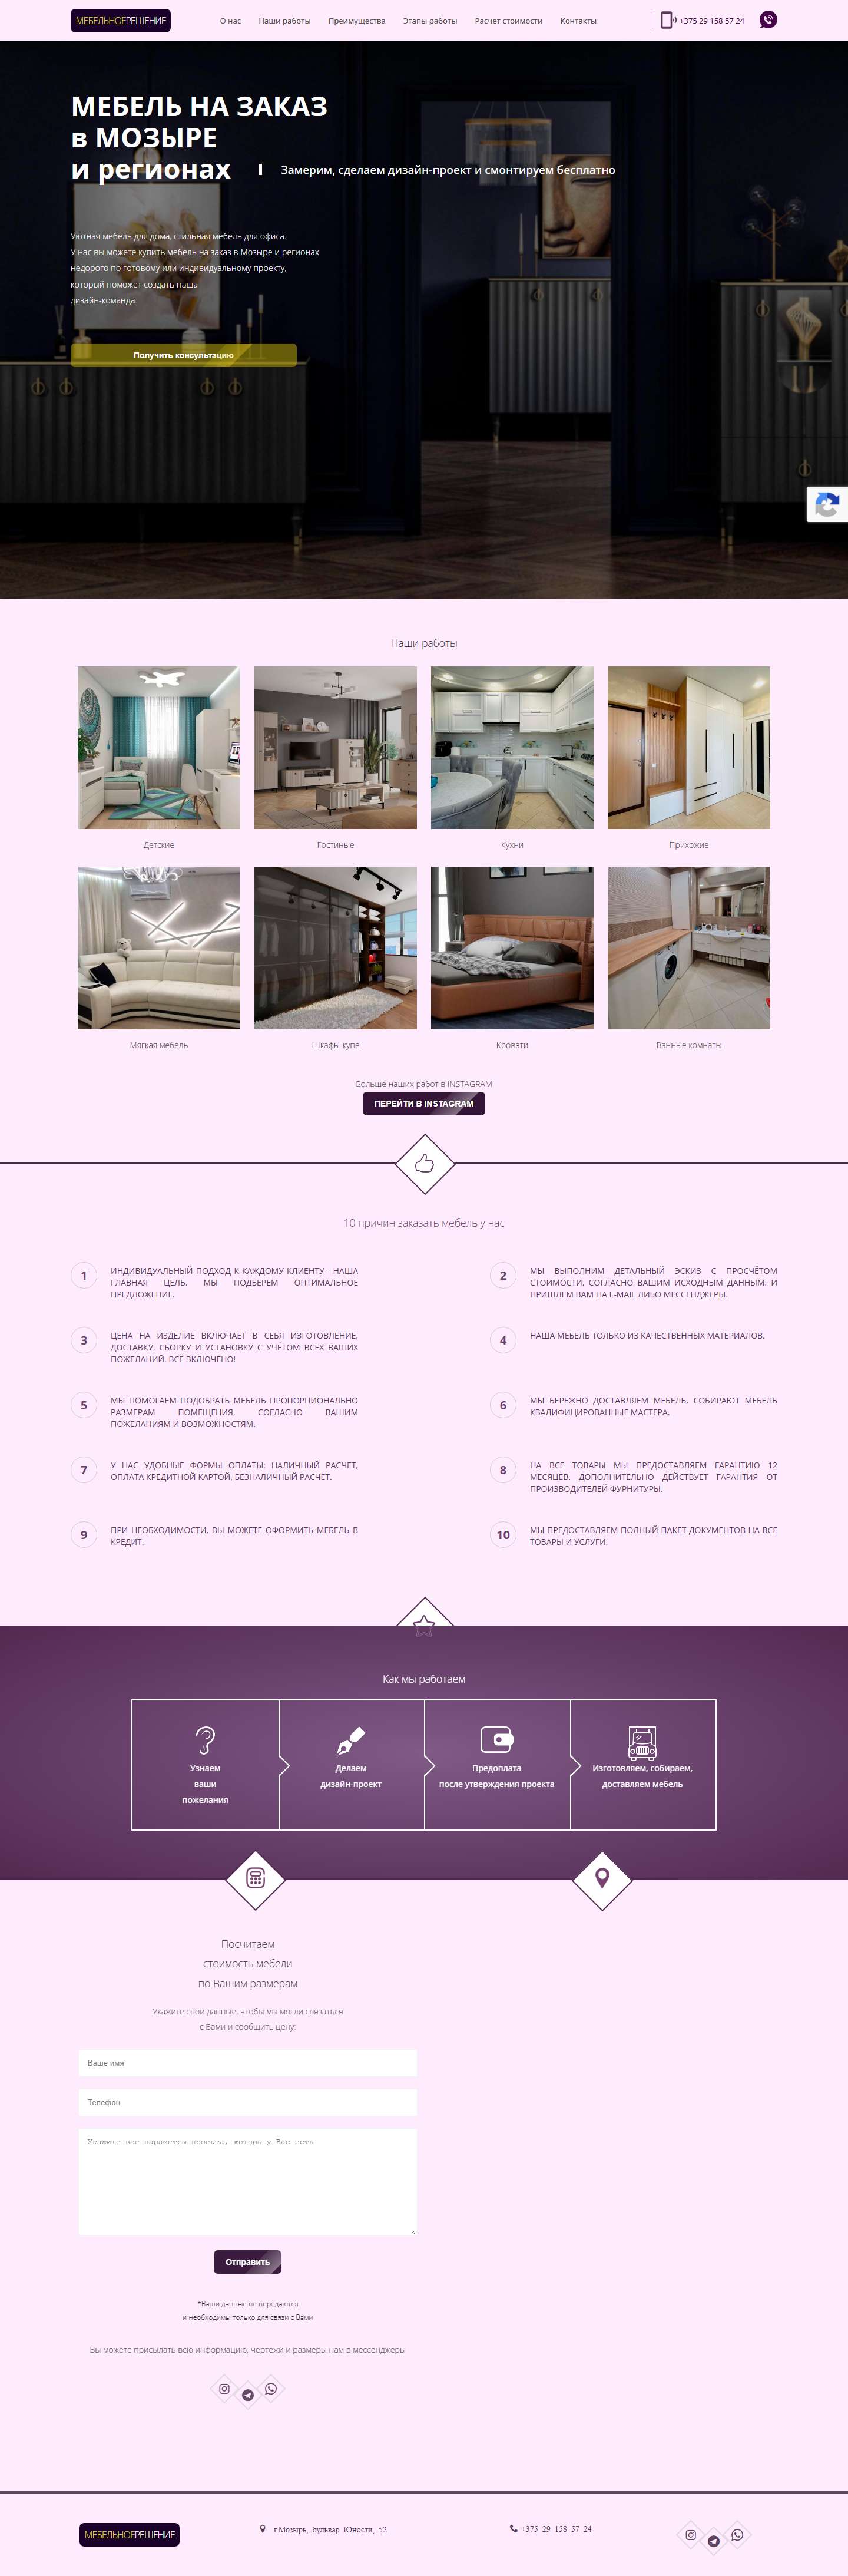 МЕБЕЛЬНОЕРЕШЕНИЕ
О нас
Наши работы
Преимущества
Этапы работы
Расчет стоимости
Контакты
+375 29 158 57 24
МЕБЕЛЬ НА ЗАКАЗ
в МОЗЫРЕ
и регионах
Замерим, сделаем дизайн-проект и смонтируем бесплатно
Уютная мебель для дома, стильная мебель для офиса.
У нас вы можете купить мебель на заказ в Мозыре и регионах
недорого по готовому или индивидуальному проекту,
который поможет создать наша
дизайн-команда.
Получить консультацию
Наши работы
Детские
Гостиные
Кухни
Прихожие
Мягкая мебель
Шкафы-купе
Кровати
Ванные комнаты
Больше наших работ в INSTAGRAM
ПЕРЕЙТИ В INSTAGRAM
10 причин заказать мебель у нас
1
ИНДИВИДУАЛЬНЫЙ ПОДХОД К КАЖДОМУ КЛИЕНТУ - НАША
ГЛАВНАЯ ЦЕЛЬ. МЫ ПОДБЕРЕМ ОПТИМАЛЬНОЕ
ПРЕДЛОЖЕНИЕ.
2
МЫ ВЫПОЛНИМ ДЕТАЛЬНЫЙ ЭСКИЗ С ПРОСЧЁТОМ
СТОИМОСТИ, СОГЛАСНО ВАШИМ ИСХОДНЫМ ДАННЫМ, И
ПРИШЛЕМ ВАМ НА E-MAIL ЛИБО МЕССЕНДЖЕРЫ.
3
ЦЕНА НА ИЗДЕЛИЕ ВКЛЮЧАЕТ В СЕБЯ ИЗГОТОВЛЕНИЕ,
ДОСТАВКУ, СБОРКУ И УСТАНОВКУ С УЧЁТОМ ВСЕХ ВАШИХ
ПОЖЕЛАНИЙ. ВСЁ ВКЛЮЧЕНО!
4
НАША МЕБЕЛЬ ТОЛЬКО ИЗ КАЧЕСТВЕННЫХ МАТЕРИАЛОВ.
5
МЫ ПОМОГАЕМ ПОДОБРАТЬ МЕБЕЛЬ ПРОПОРЦИОНАЛЬНО
РАЗМЕРАМ ПОМЕЩЕНИЯ. СОГЛАСНО ВАШИМ
ПОЖЕЛАНИЯМ И ВОЗМОЖНОСТЯМ.
6
МЫ БЕРЕЖНО ДОСТАВЛЯЕМ МЕБЕЛЬ. СОБИРАЮТ МЕБЕЛЬ
КВАЛИФИЦИРОВАННЫЕ МАСТЕРА.
7
У НАС УДОБНЫЕ ФОРМЫ ОПЛАТЫ: НАЛИЧНЫЙ РАСЧЕТ,
ОПЛАТА КРЕДИТНОЙ КАРТОЙ, БЕЗНАЛИЧНЫЙ РАСЧЕТ.
8
НА ВСЕ ТОВАРЫ МЫ ПРЕДОСТАВЛЯЕМ ГАРАНТИЮ 12
МЕСЯЦЕВ. ДОПОЛНИТЕЛЬНО ДЕЙСТВУЕТ ГАРАНТИЯ ОТ
ПРОИЗВОДИТЕЛЕЙ ФУРНИТУРЫ.
9
ПРИ НЕОБХОДИМОСТИ, ВЫ МОЖЕТЕ ОФОРМИТЬ МЕБЕЛЬ В
КРЕДИТ.
10
МЫ ПРЕДОСТАВЛЯЕМ ПОЛНЫЙ ПАКЕТ ДОКУМЕНТОВ НА ВСЕ
ТОВАРЫ И УСЛУГИ.
Как мы работаем
Узнаем
ваши
пожелания
Делаем
дизайн-проект
Предоплата
после утверждения проекта
Изготовляем, собираем,
доставляем мебель
Посчитаем
стоимость мебели
по Вашим размерам
Укажите свои данные, чтобы мы могли связаться
с Вами и сообщить цену:
Ваше имя
Телефон
Укажите все параметры проекта, которы у Вас есть
Отправить
*Ваши данные не передаются
и необходимы только для связи с Вами
Вы можете присылать всю информацию, чертежи и размеры нам в мессенджеры
МЕБЕЛЬНОЕРЕШЕНИЕ
г.Мозырь, бульвар Юности, 52
+375 29 158 57 24